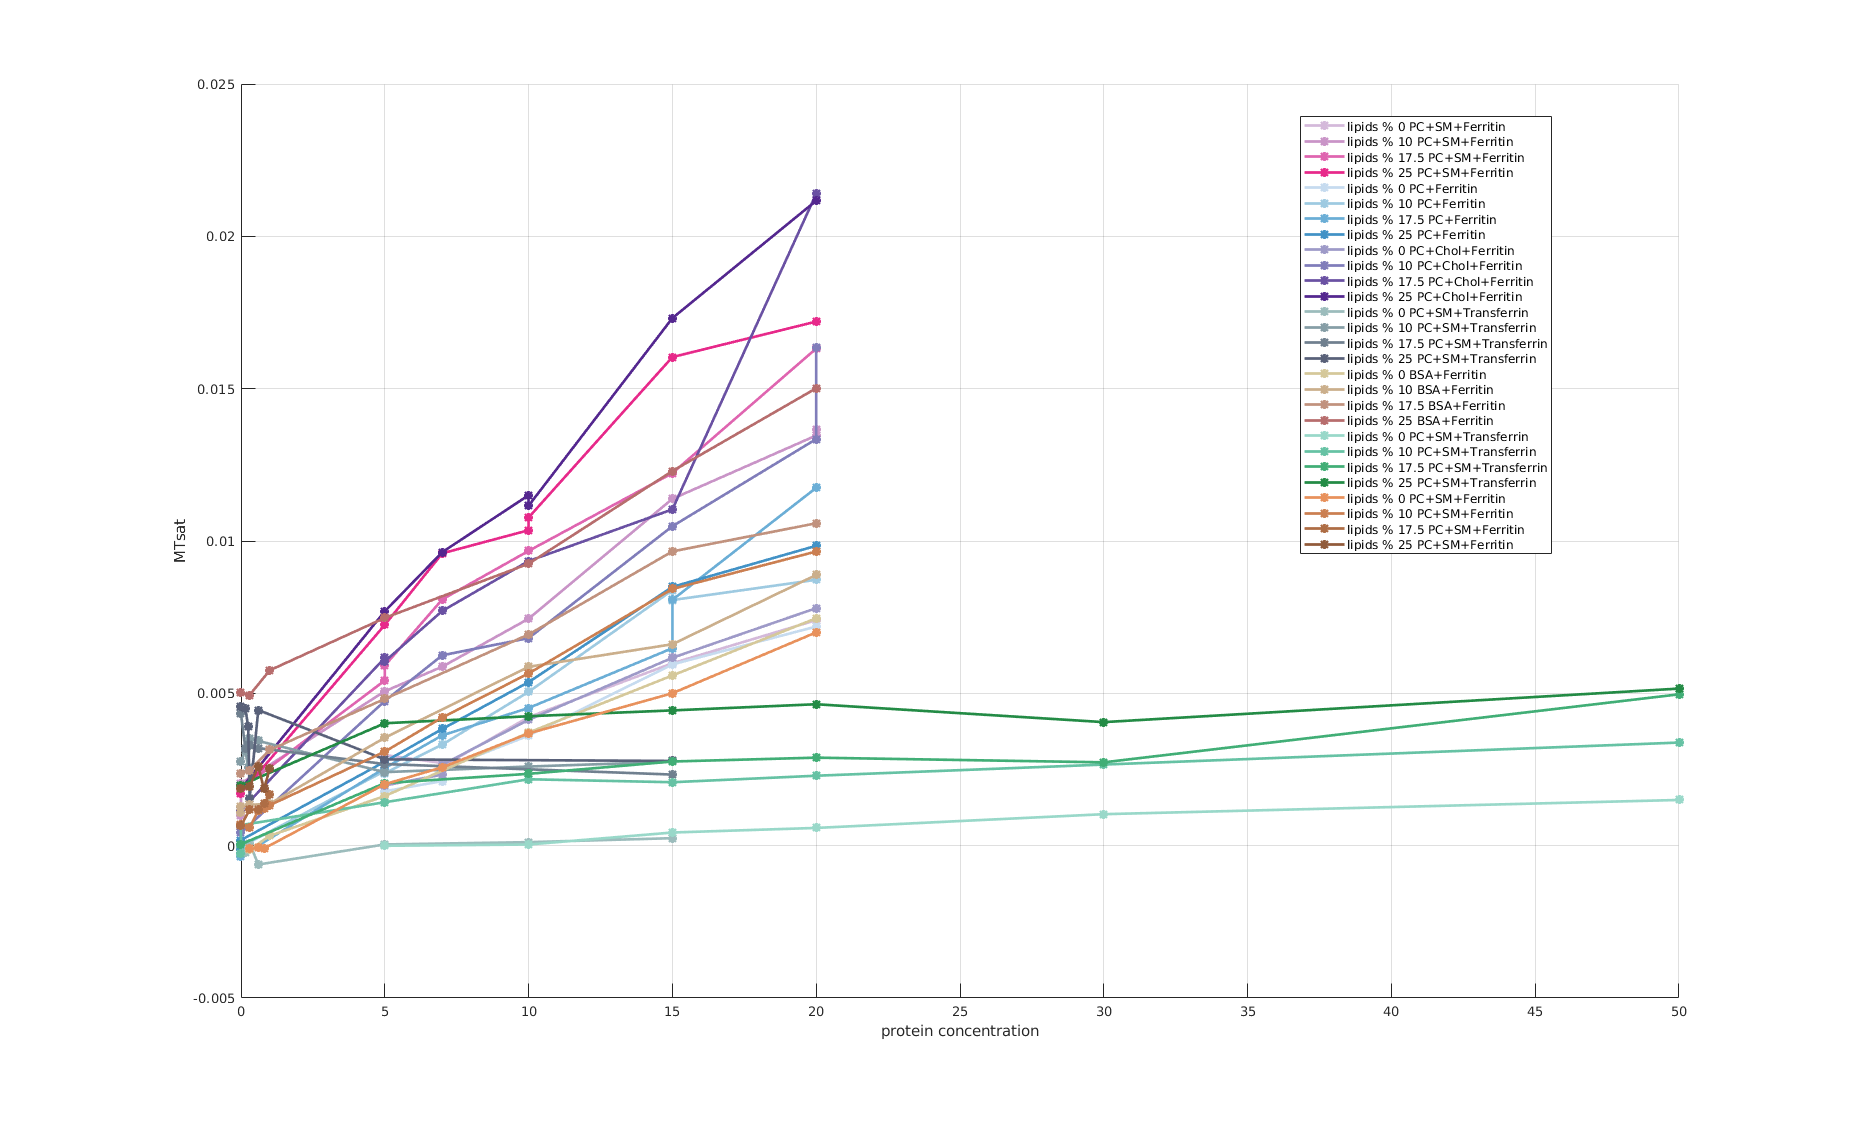 0.025
0.02
0.015
0.01
0.005
0
-0.005
MTsat
0 5 10 15 20 25 30 35 40 45 50
protein concentration
lipids % 0 PC+SM+Ferritin
lipids % 10 PC+SM+Ferritin
lipids % 17.5 PC+SM+Ferritin
lipids % 25 PC+SM+Ferritin
lipids % 0 PC+Ferritin
lipids % 10 PC+Ferritin
lipids % 17.5 PC+Ferritin
lipids % 25 PC+Ferritin
lipids % 0 PC+Chol+Ferritin
lipids % 10 PC+Chol+Ferritin
lipids % 17.5 PC+Chol+Ferritin
lipids % 25 PC+Chol+Ferritin
lipids % 0 PC+SM+Transferrin
lipids % 10 PC+SM+Transferrin
lipids % 17.5 PC+SM+Transferrin
lipids % 25 PC+SM+Transferrin
lipids % 0 BSA+Ferritin
lipids % 10 BSA+Ferritin
lipids % 17.5 BSA+Ferritin
lipids % 25 BSA+Ferritin
lipids % 0 PC+SM+Transferrin
lipids % 10 PC+SM+Transferrin
lipids % 17.5 PC+SM+Transferrin
lipids % 25 PC+SM+Transferrin
lipids % 0 PC+SM+Ferritin
lipids % 10 PC+SM+Ferritin
lipids % 17.5 PC+SM+Ferritin
lipids % 25 PC+SM+Ferritin